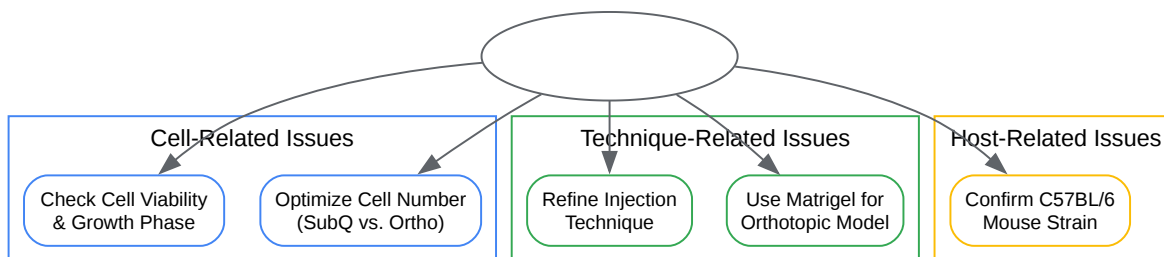 Cell-Related Issues
Technique-Related Issues
Host-Related Issues
Check Cell Viability
& Growth Phase
Optimize Cell Number
(SubQ vs. Ortho)
Refine Injection
Technique
Use Matrigel for
Orthotopic Model
Confirm C57BL/6
Mouse Strain